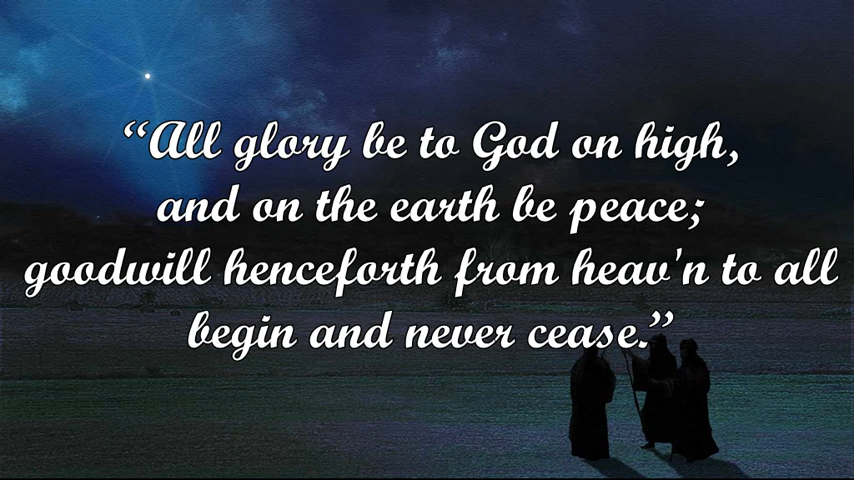 “All glory be to God on high,
and on the earth be peace;
goodwill henceforth from heav'n to all
begin and never cease.”